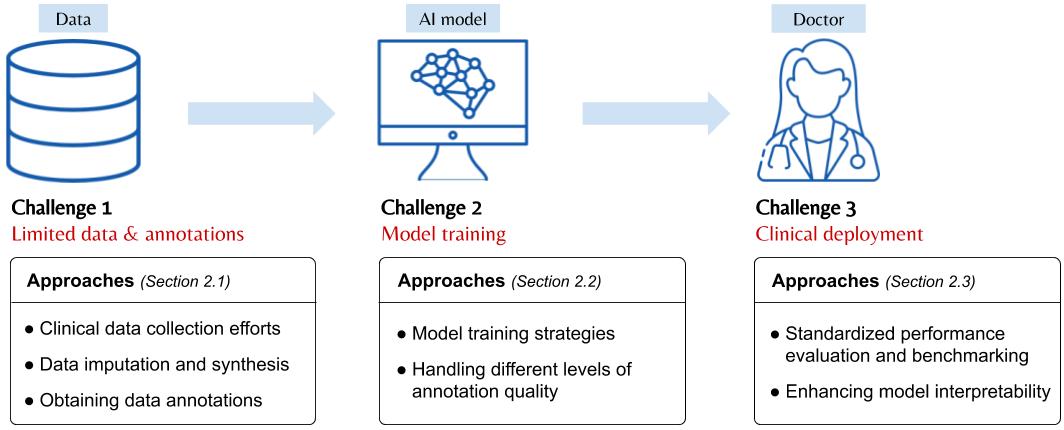 Data
AI model
Doctor
Challenge 1
Limited data & annotations
Approaches (Section 2.1)
● Clinical data collection efforts
● Data imputation and synthesis
● Obtaining data annotations
Challenge 2
Model training
Approaches (Section 2.2)
● Model training strategies
● Handling different levels of
annotation quality
Challenge 3
Clinical deployment
Approaches (Section 2.3)
● Standardized performance
evaluation and benchmarking
● Enhancing model interpretability